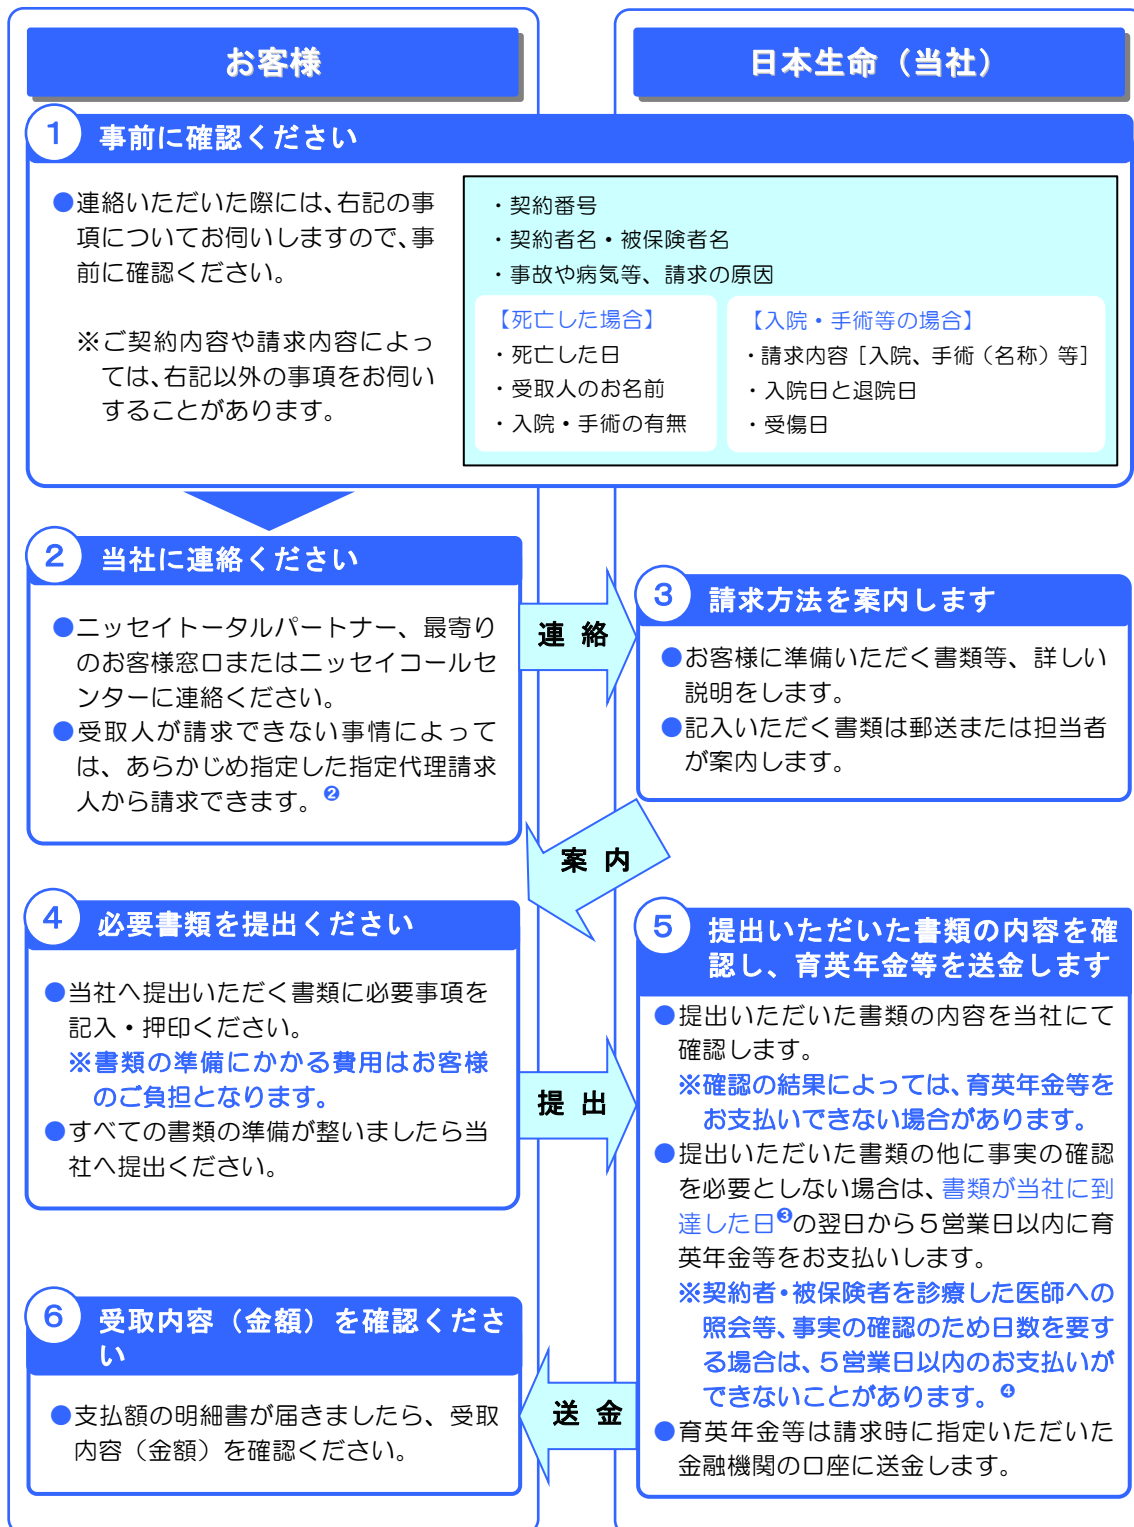 お客様
日本生命（当社）
1 事前に確認ください
●連絡いただいた際には、右記の事
項についてお伺いしますので、事
前に確認ください。
※ご契約内容や請求内容によっ
ては、右記以外の事項をお伺い
することがあります。
・契約番号
・契約者名・被保険者名
・事故や病気等、請求の原因
【死亡した場合】
・死亡した日
・受取人のお名前
・入院・手術の有無
【入院・手術等の場合】
・請求内容［入院、手術（名称）等］
・入院日と退院日
・受傷日
2 当社に連絡ください
●ニッセイトータルパートナー、最寄り
のお客様窓口またはニッセイコールセ
ンターに連絡ください。
●受取人が請求できない事情によって
は、あらかじめ指定した指定代理請求
人から請求できます。❷
連 絡
3 請求方法を案内します
●お客様に準備いただく書類等、詳しい
説明をします。
●記入いただく書類は郵送または担当者
が案内します。
案 内
4 必要書類を提出ください
●当社へ提出いただく書類に必要事項を
記入・押印ください。
※書類の準備にかかる費用はお客様
のご負担となります。
●すべての書類の準備が整いましたら当
社へ提出ください。
提 出
5 提出いただいた書類の内容を確
認し、育英年金等を送金します
●提出いただいた書類の内容を当社にて
確認します。
※確認の結果によっては、育英年金等を
お支払いできない場合があります。
●提出いただいた書類の他に事実の確認
を必要としない場合は、書類が当社に到
達した日❸の翌日から５営業日以内に育
英年金等をお支払いします。
※契約者・被保険者を診療した医師への
照会等、事実の確認のため日数を要す
る場合は、５営業日以内のお支払いが
できないことがあります。❹
●育英年金等は請求時に指定いただいた
金融機関の口座に送金します。
送 金
6 受取内容（金額）を確認くださ
い
●支払額の明細書が届きましたら、受取
内容（金額）を確認ください。